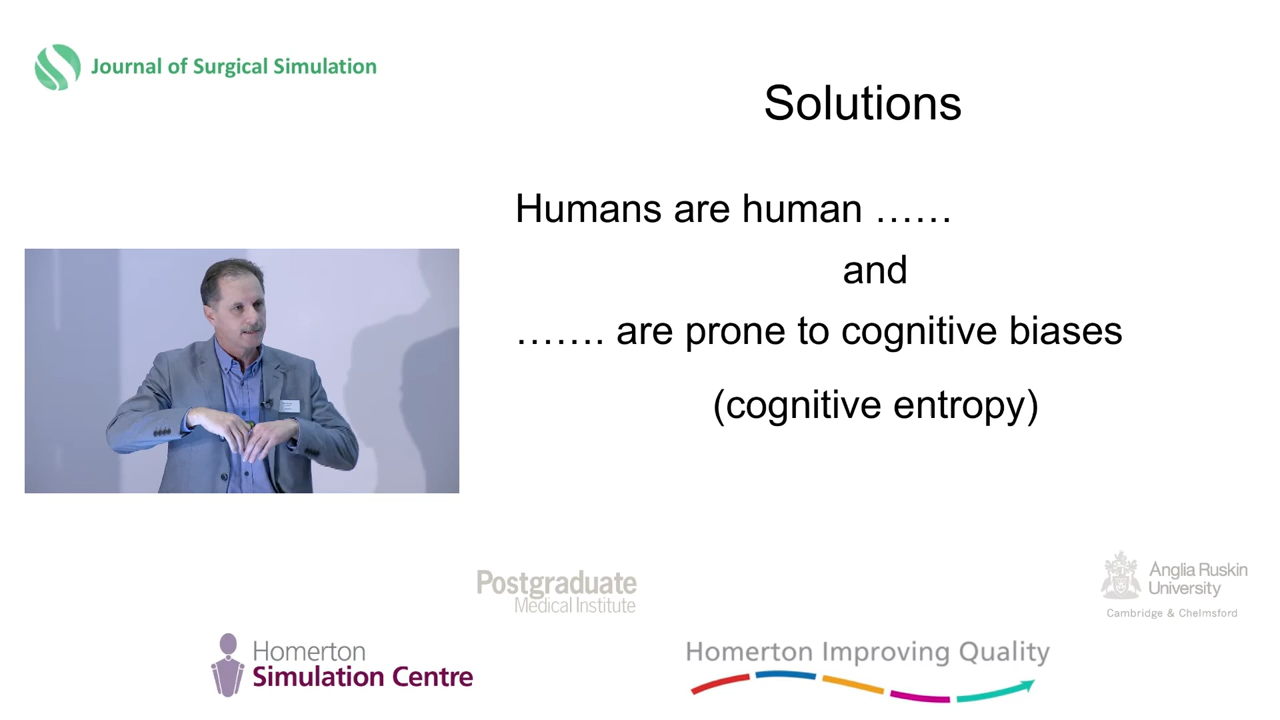 Journal of Surgical Simulation
Solutions
Humans are human ……
and
……. are prone to cognitive biases
(cognitive entropy)
Postgraduate
Medical Institute
Anglia Ruskin
University
Cambridge & Chelmsford
Homerton
Simulation Centre
Homerton Improving Quality